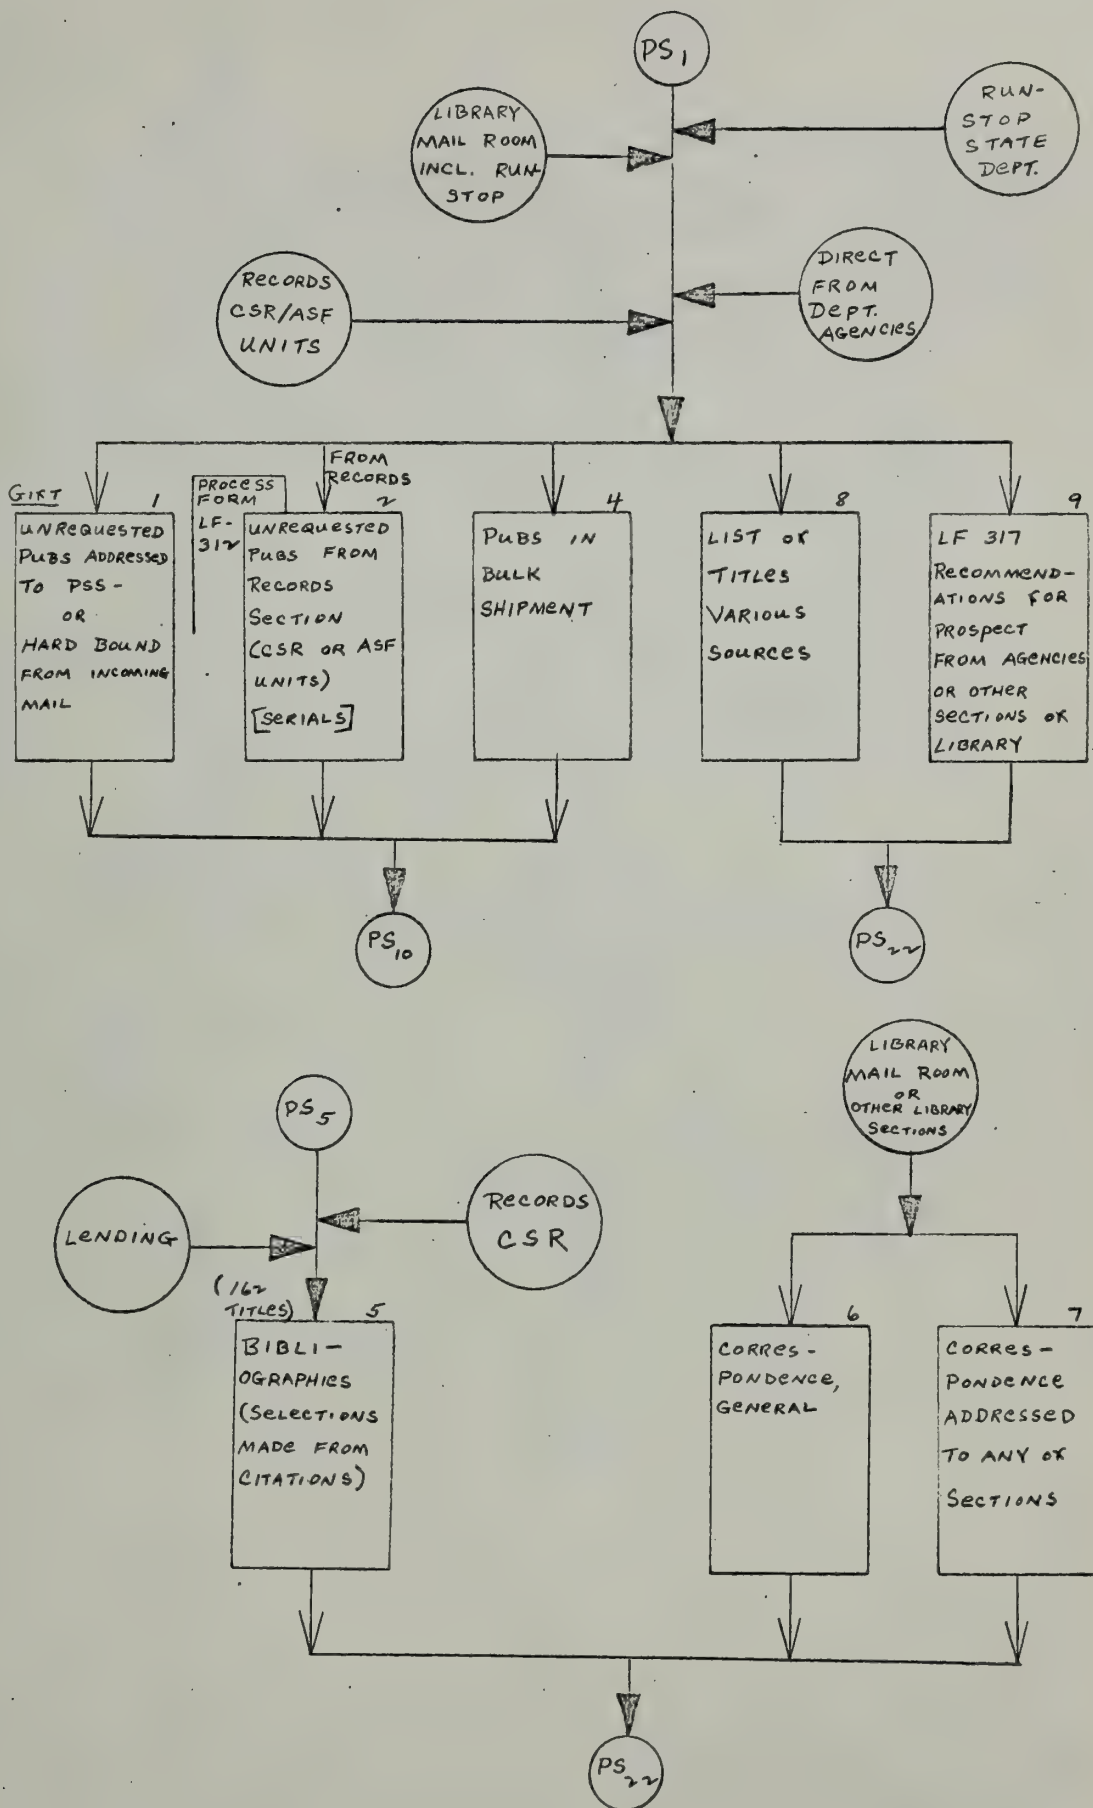 PS1
LIBRARY
MAIL ROOM
INCL. RUN-
STOP
RUN-
STOP
STATE
DEPT.
RECORDS
CSR/ASF
UNITS
DIRECT
FROM
DEPT.
AGENCIES
GIFT
1
UNREQUESTED
PUBS ADDRESSED
TO PSS-
OR
HARD BOUND
FROM INCOMING
MAIL
PROCESS
FORM
LF-
312
FROM
RECORDS
2
UNREQUESTED
PUBS FROM
RECORDS
SECTION
(CSR OR ASF
UNITS)
[SERIALS]
4
PUBS IN
BULK
SHIPMENT
8
LIST OF
TITLES
VARIOUS
SOURCES
9
LF 317
RECOMMEND-
ATIONS FOR
PROSPECT
FROM AGENCIES
OR OTHER
SECTIONS OF
LIBRARY
PS10
PS22
LIBRARY
MAIL ROOM
OR
OTHER LIBRARY
SECTIONS
PS5
LENDING
RECORDS
CSR
(162
TITLES)
5
BIBLI-
OGRAPHIES
(SELECTIONS
MADE FROM
CITATIONS)
6
CORRES-
PONDENCE,
GENERAL
7
CORRES-
PONDENCE
ADDRESSED
TO ANY OF
SECTIONS
PS22